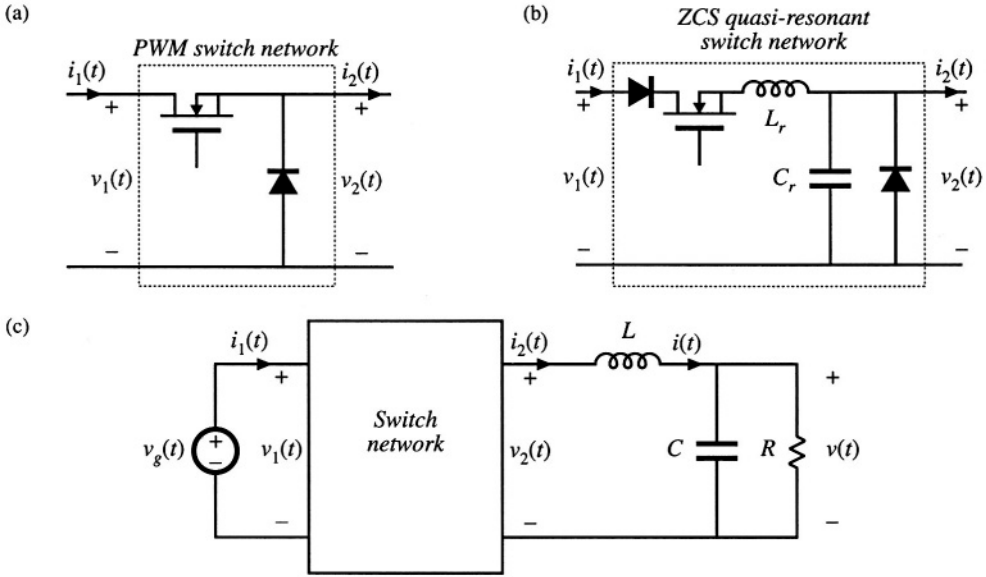 (a)
PWM switch network
i₁(t)
i₂(t)
+
+
v₁(t)
v₂(t)
–
–
(b)
ZCS quasi-resonant
switch network
i₁(t)
i₂(t)
+
+
Lᵣ
v₁(t)
Cᵣ
v₂(t)
–
–
(c)
i₁(t)
i₂(t)
L
i(t)
+
+
+
v_g(t)
+
–
v₁(t)
Switch
network
v₂(t)
C
R
v(t)
–
–
–